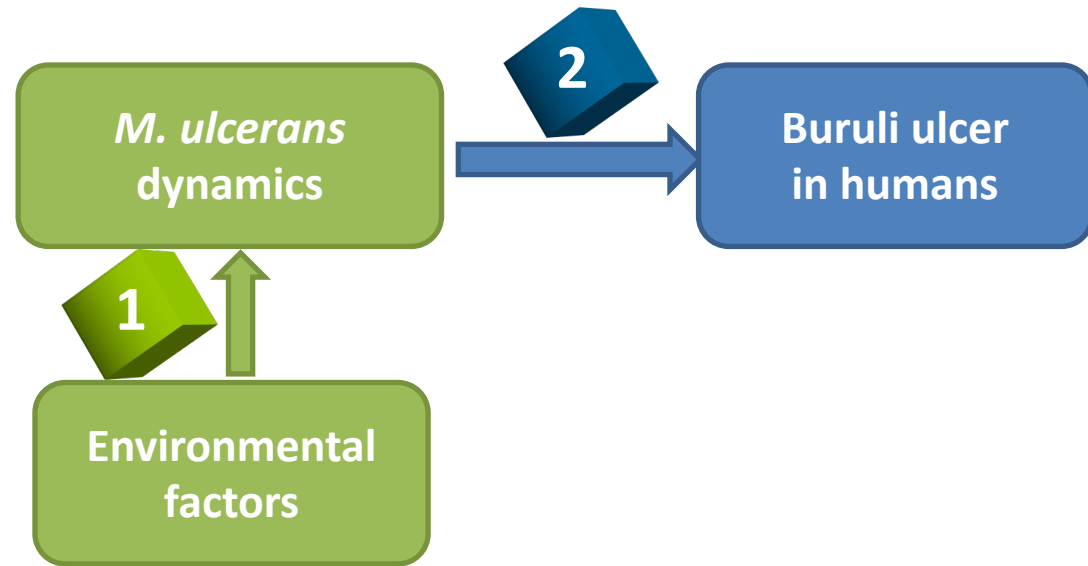 2
M. ulcerans
dynamics
Buruli ulcer
in humans
1
Environmental
factors